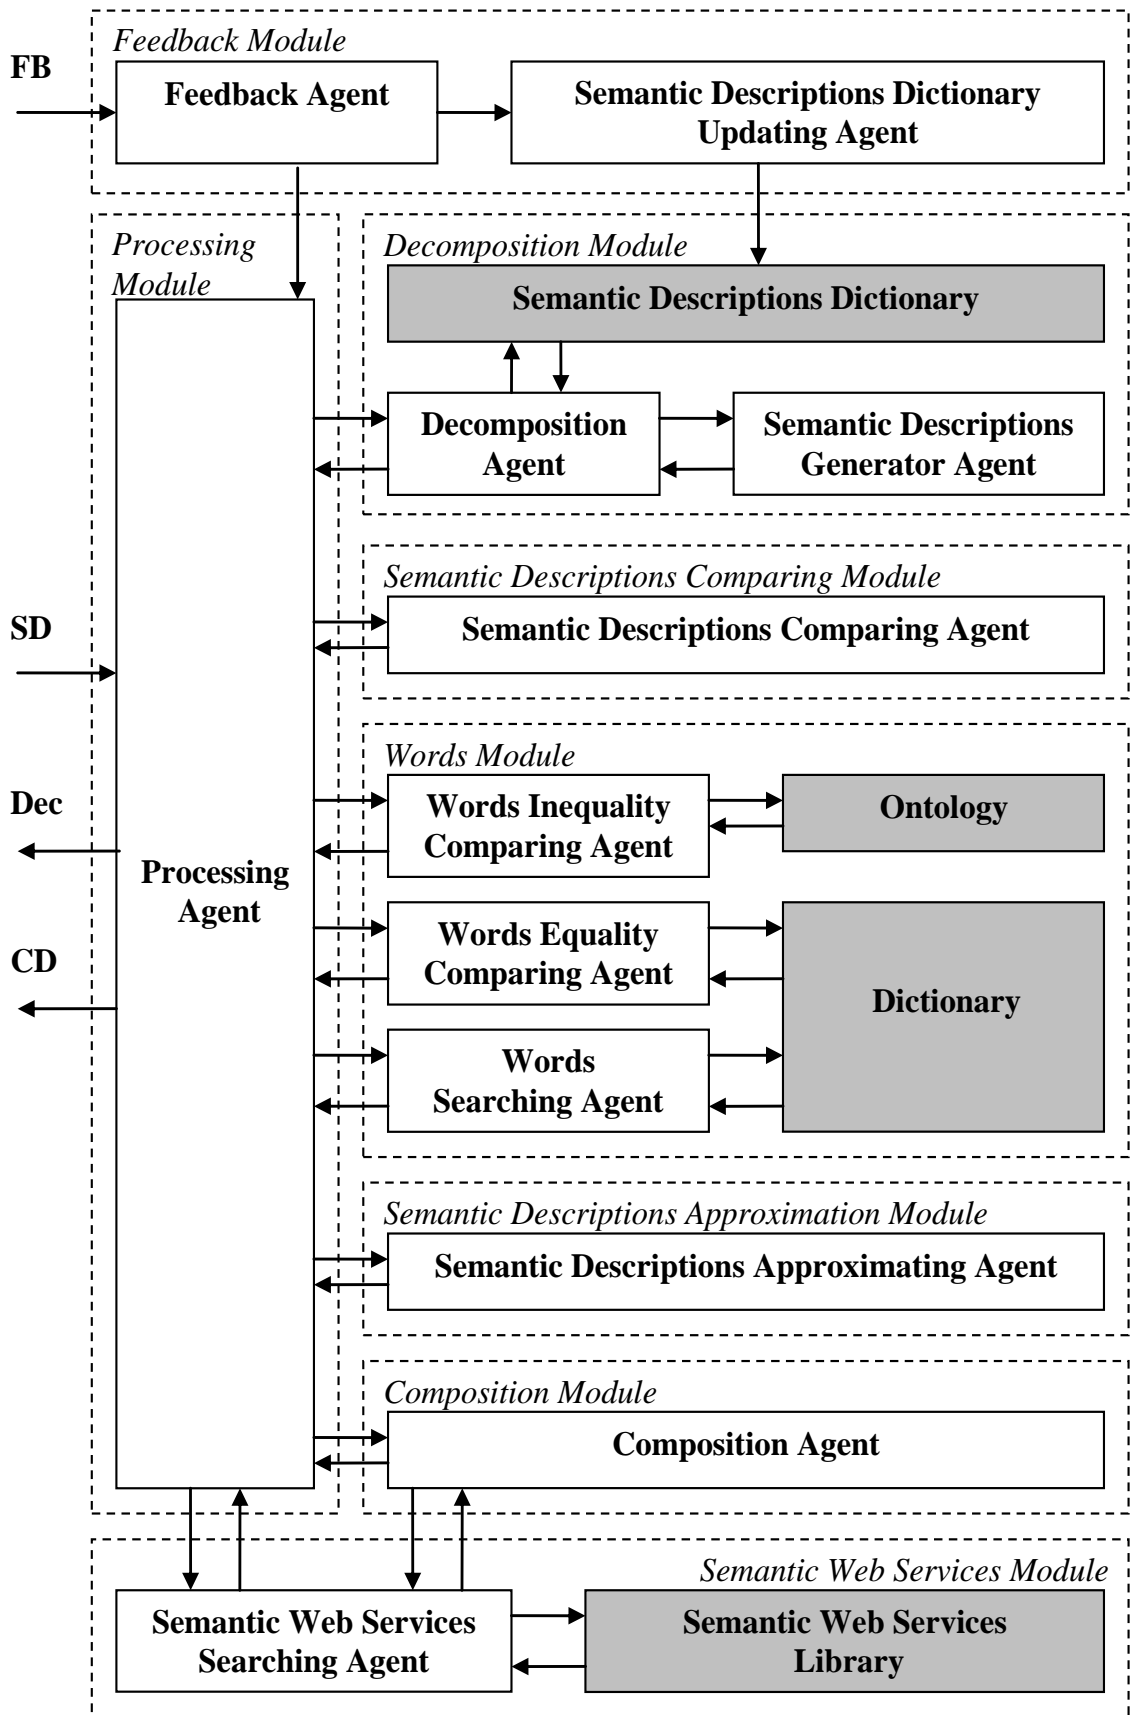 Feedback Module
FB
Feedback Agent
Semantic Descriptions Dictionary
Updating Agent
Processing
Module
Decomposition Module
Semantic Descriptions Dictionary
Decomposition
Agent
Semantic Descriptions
Generator Agent
Semantic Descriptions Comparing Module
SD
Semantic Descriptions Comparing Agent
Words Module
Dec
Words Inequality
Comparing Agent
Ontology
Processing
Agent
CD
Words Equality
Comparing Agent
Dictionary
Words
Searching Agent
Semantic Descriptions Approximation Module
Semantic Descriptions Approximating Agent
Composition Module
Composition Agent
Semantic Web Services Module
Semantic Web Services
Searching Agent
Semantic Web Services
Library